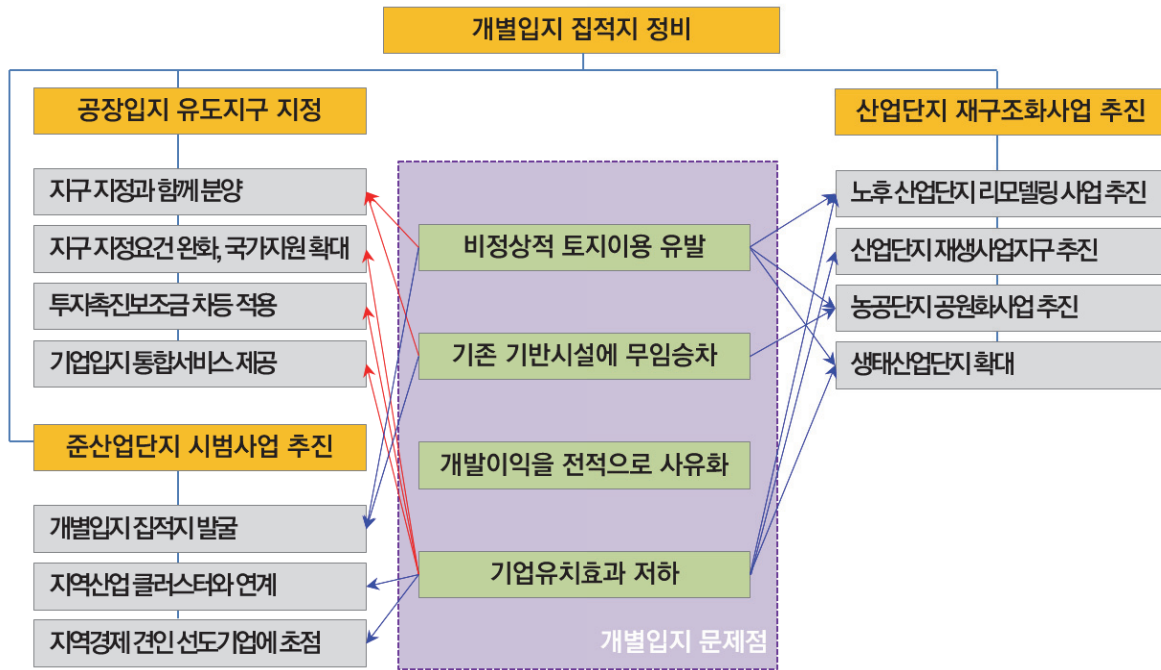 개별입지 집적지 정비
공장입지 유도지구 지정
지구 지정과 함께 분양
지구 지정요건 완화, 국가지원 확대
투자촉진보조금 차등 적용
기업입지 통합서비스 제공
준산업단지 시범사업 추진
개별입지 집적지 발굴
지역산업 클러스터와 연계
지역경제 견인 선도기업에 초점
비정상적 토지이용 유발
기존 기반시설에 무임승차
개발이익을 전적으로 사유화
기업유치효과 저하
개별입지 문제점
산업단지 재구조화사업 추진
노후 산업단지 리모델링 사업 추진
산업단지 재생사업지구 추진
농공단지 공원화사업 추진
생태산업단지 확대